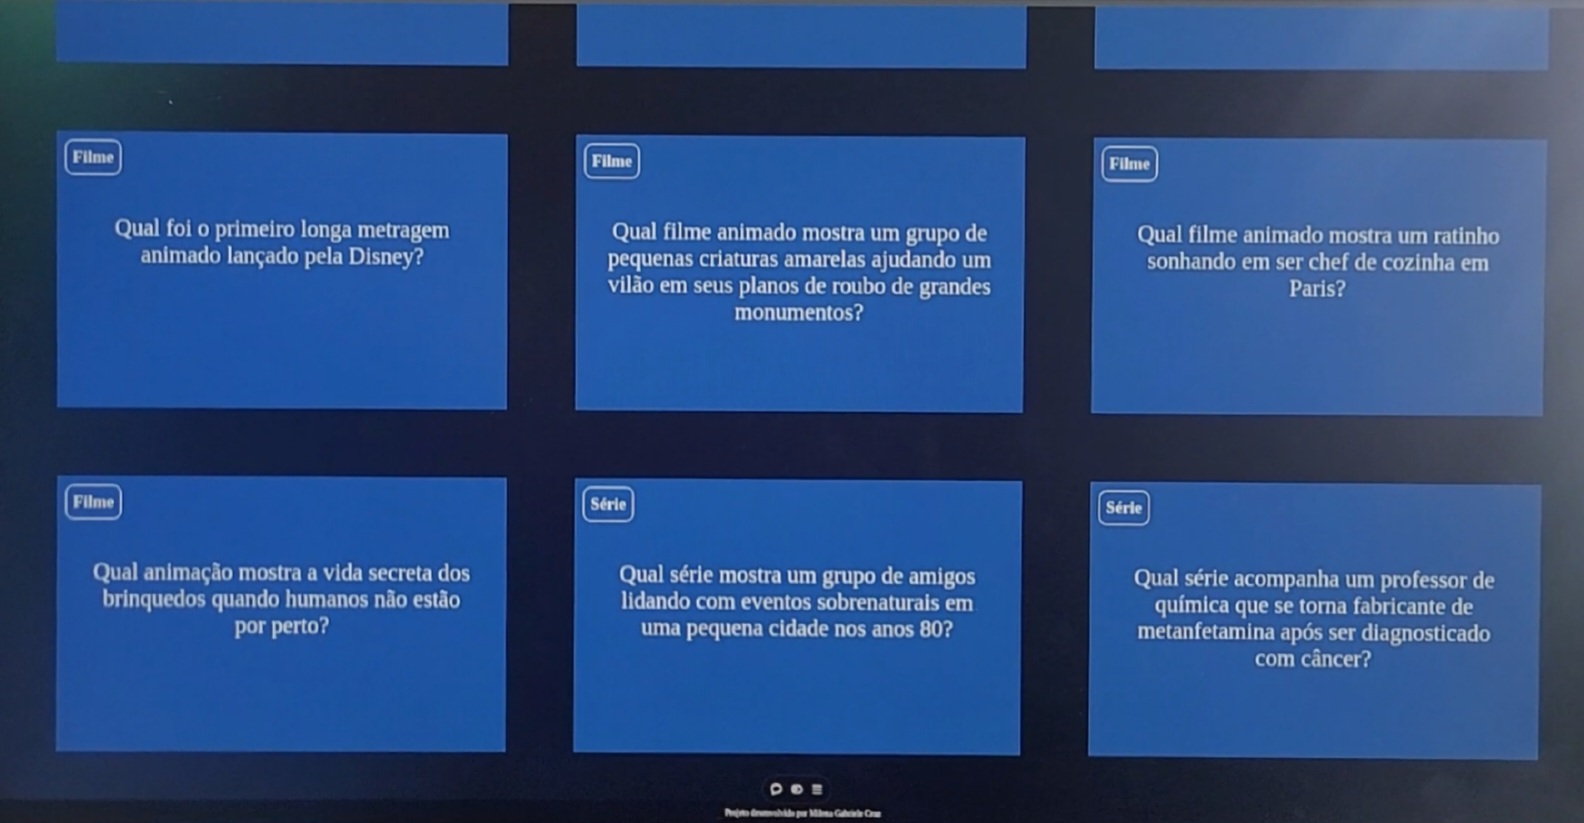 Filme
Qual foi o primeiro longa metragem
animado lançado pela Disney?
Filme
Qual filme animado mostra um grupo de
pequenas criaturas amarelas ajudando um
vilão em seus planos de roubo de grandes
monumentos?
Filme
Qual filme animado mostra um ratinho
sonhando em ser chef de cozinha em
Paris?
Filme
Qual animação mostra a vida secreta dos
brinquedos quando humanos não estão
por perto?
Série
Qual série mostra um grupo de amigos
lidando com eventos sobrenaturais em
uma pequena cidade nos anos 80?
Série
Qual série acompanha um professor de
química que se torna fabricante de
metanfetamina após ser diagnosticado
com câncer?
Projeto desenvolvido por Milena Gabriele Cruz